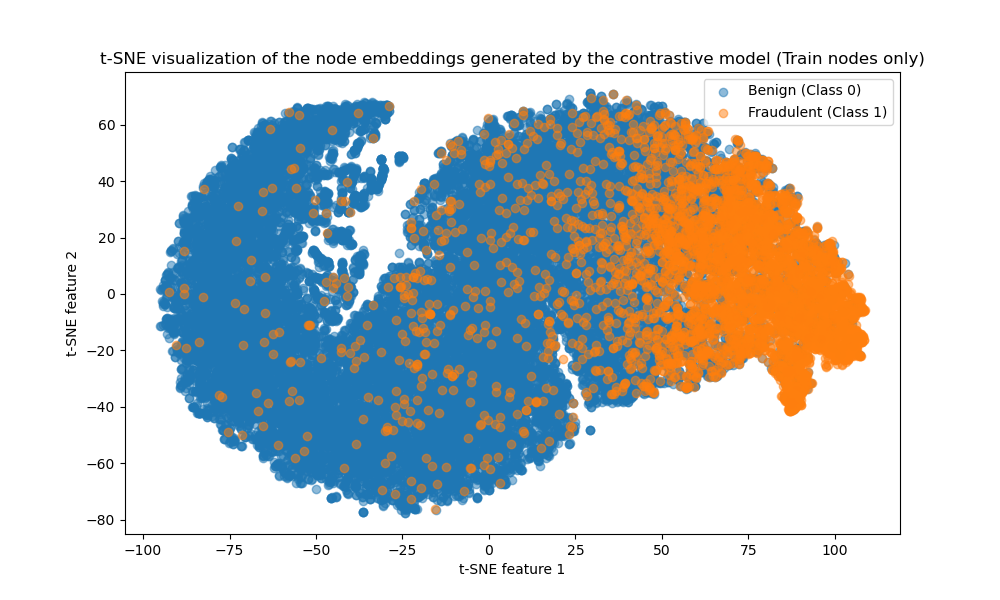 t-SNE visualization of the node embeddings generated by the contrastive model (Train nodes only)
Benign (Class 0)
Fraudulent (Class 1)
60
40
20
0
−20
−40
−60
−80
t-SNE feature 2
−100 −75 −50 −25 0 25 50 75 100
t-SNE feature 1